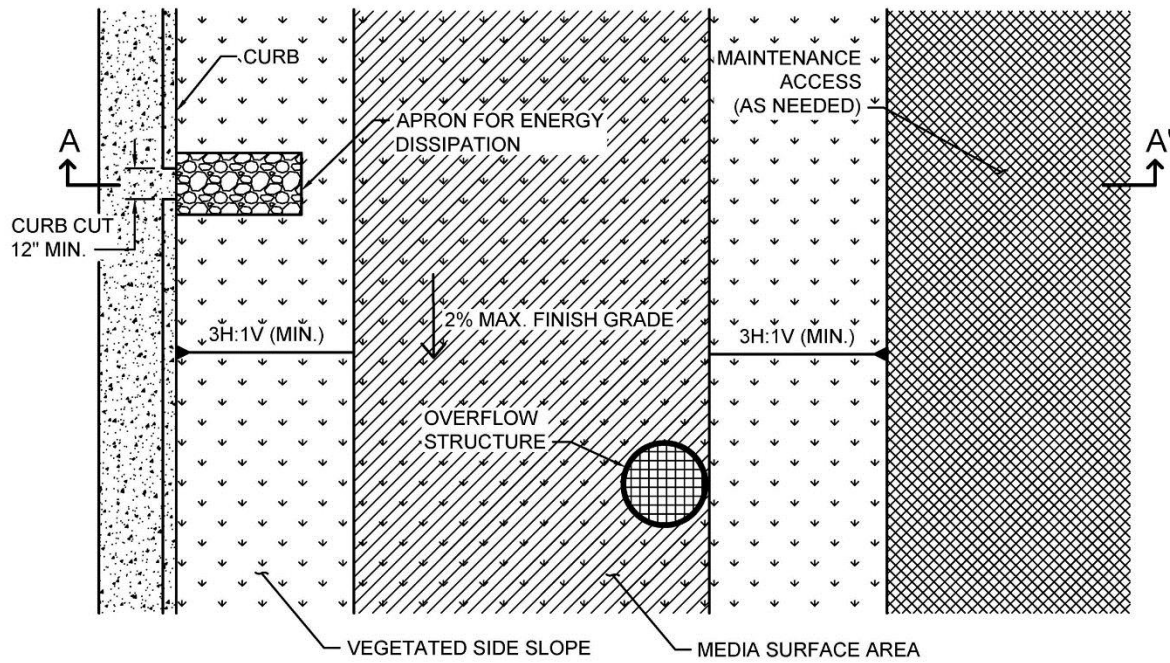 CURB
MAINTENANCE
ACCESS
(AS NEEDED)
A
APRON FOR ENERGY
DISSIPATION
A'
CURB CUT
12" MIN.
2% MAX. FINISH GRADE
3H:1V (MIN.)
3H:1V (MIN.)
OVERFLOW
STRUCTURE
VEGETATED SIDE SLOPE
MEDIA SURFACE AREA